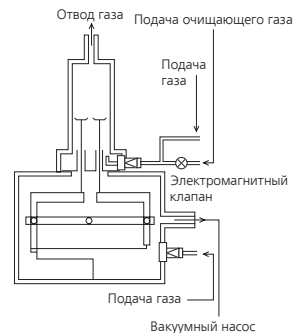 Отвод газа
Подача очищающего газа
Подача
газа
Электромагнитный
клапан
Подача газа
Вакуумный насос